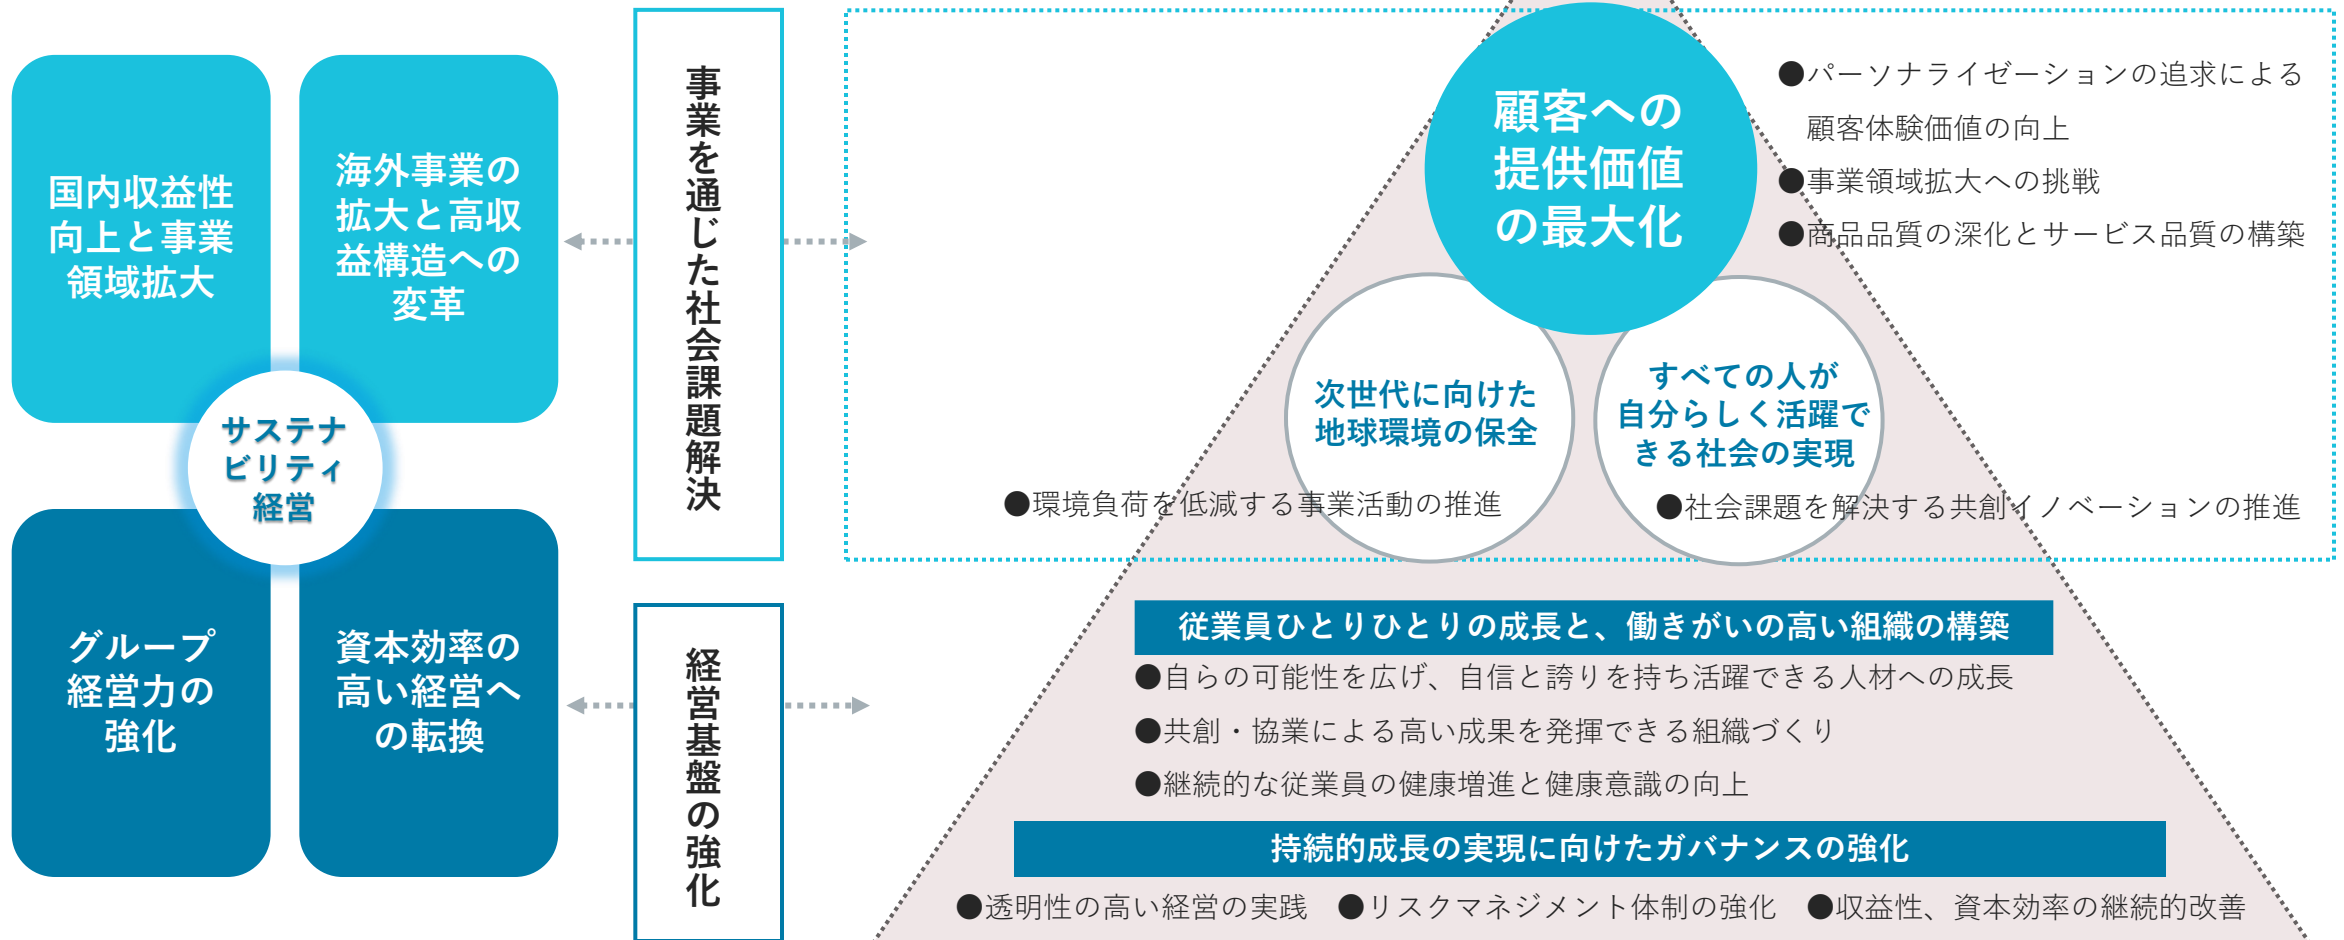 国内収益性
向上と事業
領域拡大
海外事業の
拡大と高収
益構造への
変革
サステナ
ビリティ
経営
グループ
経営力の
強化
資本効率の
高い経営へ
の転換
事業を通じた社会課題解決
経営基盤の強化
顧客への
提供価値
の最大化
●パーソナライゼーションの追求による
顧客体験価値の向上
●事業領域拡大への挑戦
●商品品質の深化とサービス品質の構築
次世代に向けた
地球環境の保全
●環境負荷を低減する事業活動の推進
すべての人が
自分らしく活躍で
きる社会の実現
●社会課題を解決する共創イノベーションの推進
従業員ひとりひとりの成長と、働きがいの高い組織の構築
●自らの可能性を広げ、自信と誇りを持ち活躍できる人材への成長
●共創・協業による高い成果を発揮できる組織づくり
●継続的な従業員の健康増進と健康意識の向上
持続的成長の実現に向けたガバナンスの強化
●透明性の高い経営の実践 ●リスクマネジメント体制の強化 ●収益性、資本効率の継続的改善